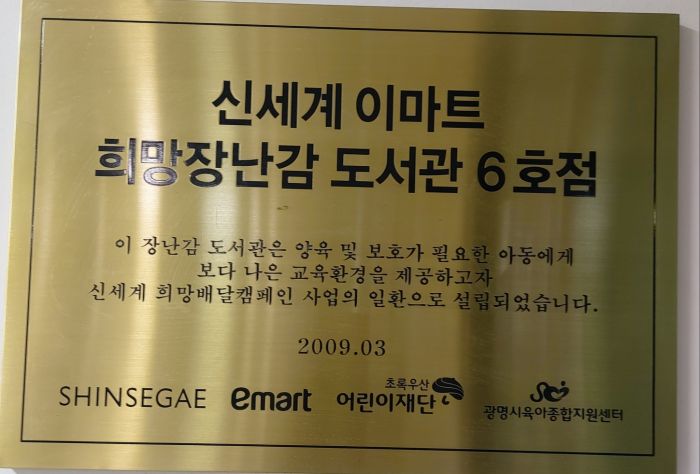 신세계 이마트
희망장난감 도서관 6호점
이 장난감 도서관은 양육 및 보호가 필요한 아동에게
보다 나은 교육환경을 제공하고자
신세계 희망배달캠페인 사업의 일환으로 설립되었습니다.
2009.03
SHINSEGAE emart 초록우산 어린이재단 광명시육아종합지원센터